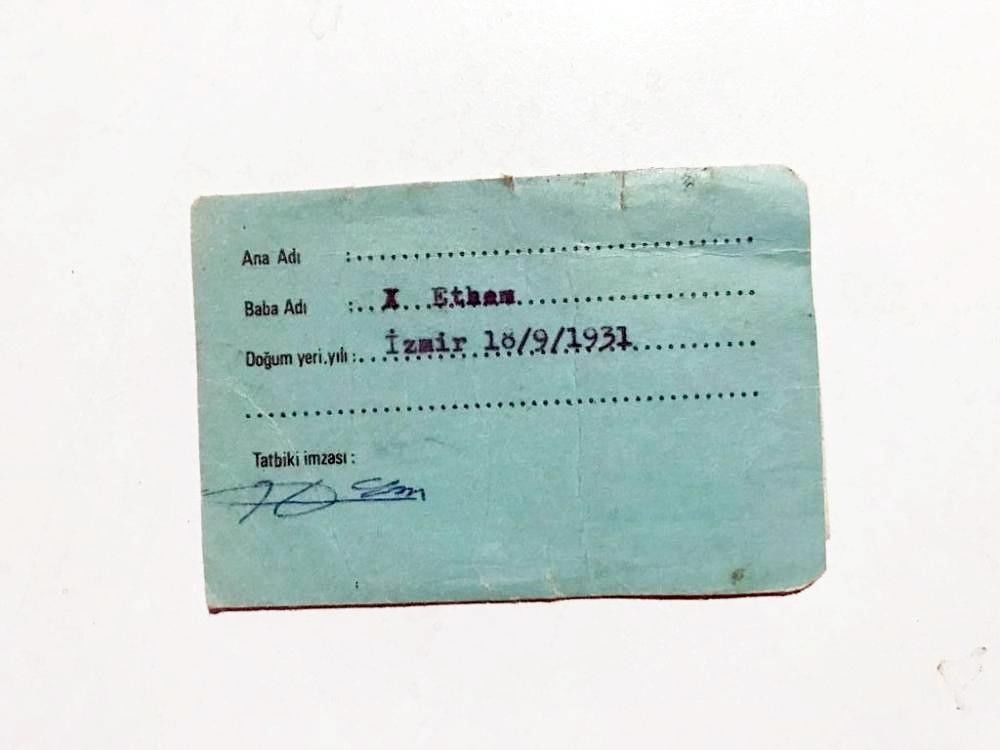 Ana Adı :
Baba Adı : X Ethem
Doğum yeri,yılı : İzmir 18/9/1931
Tatbiki imzası :